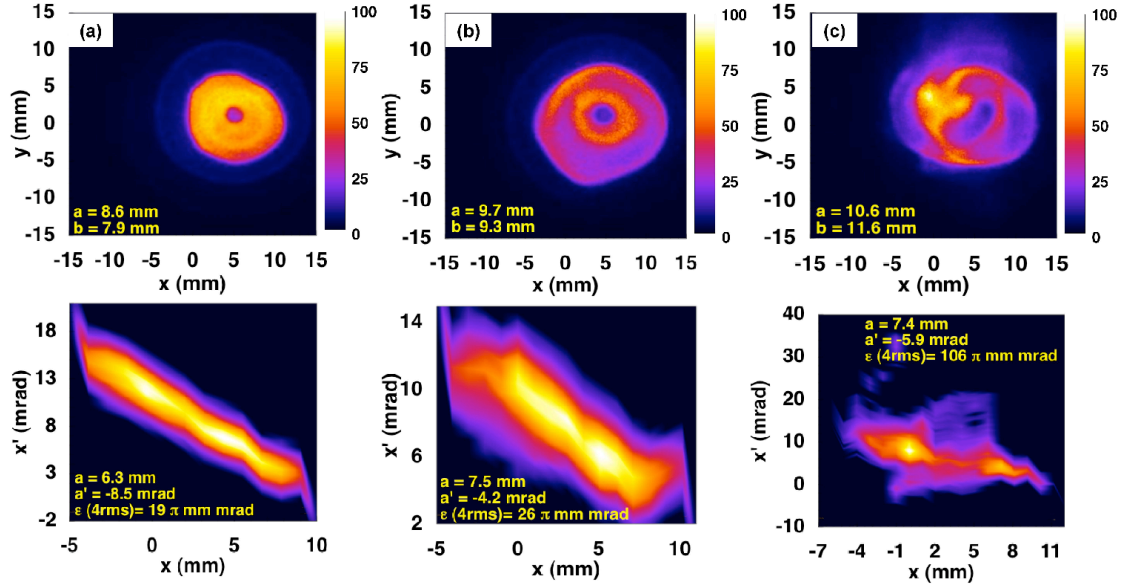 (a)
y (mm)
15
10
5
0
-5
-10
-15
a = 8.6 mm
b = 7.9 mm
-15 -10 -5 0 5 10 15
x (mm)
100
75
50
25
0
(b)
y (mm)
15
10
5
0
-5
-10
-15
a = 9.7 mm
b = 9.3 mm
-15 -10 -5 0 5 10 15
x (mm)
100
75
50
25
0
(c)
y (mm)
15
10
5
0
-5
-10
-15
a = 10.6 mm
b = 11.6 mm
-15 -10 -5 0 5 10 15
x (mm)
100
75
50
25
0
x' (mrad)
18
13
8
3
-2
a = 6.3 mm
a' = -8.5 mrad
ε (4rms)= 19 π mm mrad
-5 0 5 10
x (mm)
x' (mrad)
14
10
6
2
a = 7.5 mm
a' = -4.2 mrad
ε (4rms)= 26 π mm mrad
-5 0 5 10
x (mm)
x' (mrad)
40
30
20
10
0
-10
a = 7.4 mm
a' = -5.9 mrad
ε (4rms)= 106 π mm mrad
-7 -4 -1 2 5 8 11
x (mm)